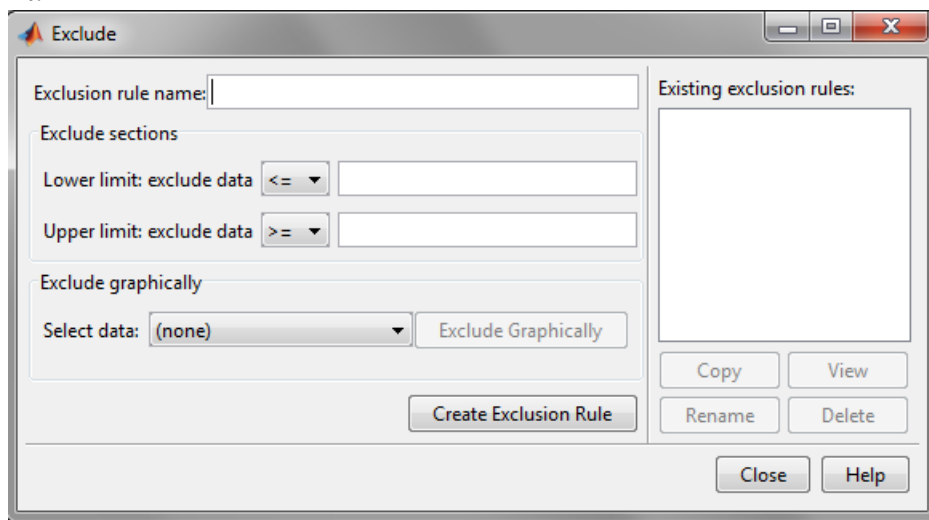 Exclude
Exclusion rule name:
Existing exclusion rules:
Exclude sections
Lower limit: exclude data <=
Upper limit: exclude data >=
Exclude graphically
Select data: (none) Exclude Graphically
Copy View
Create Exclusion Rule Rename Delete
Close Help